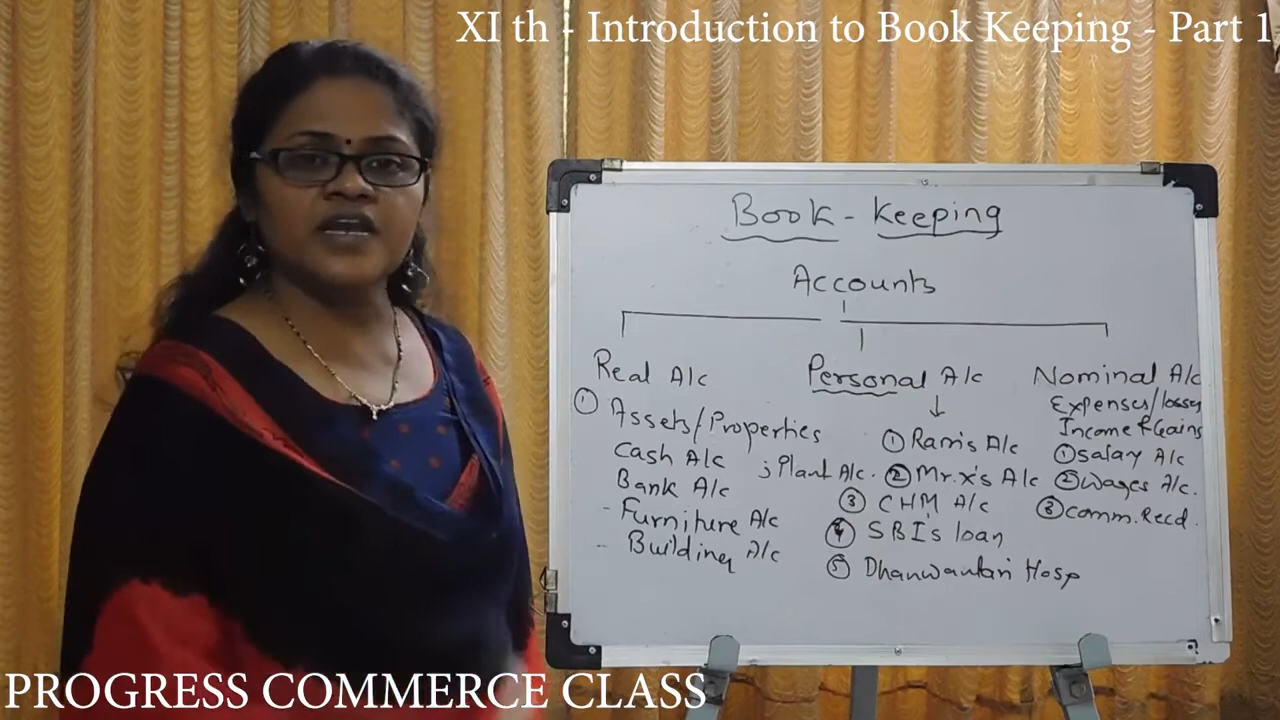 XI th - Introduction to Book Keeping - Part 1
Book - Keeping
Accounts
Real A/c
① Assets/Properties
Cash A/c ; Plant A/c.
Bank A/c
- Furniture A/c
- Building A/c
Personal A/c
↓
① Ram's A/c
② Mr. x's A/c
③ CHM A/c
④ SBI's loan
⑤ Dhanwantari Hosp
Nominal A/c
Expenses/losses
Income & Gains
① Salary A/c
② Wages A/c.
③ Comm. Recd.
PROGRESS COMMERCE CLASS